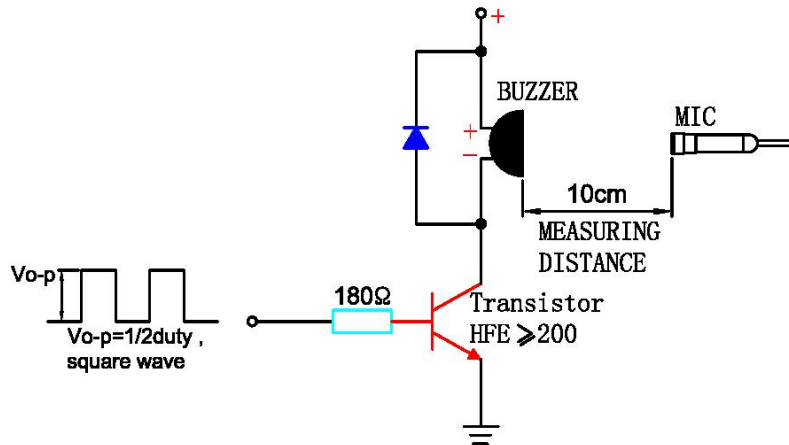 +
BUZZER
+
−
MIC
10cm
MEASURING
DISTANCE
Vo-p
180Ω
Transistor
HFE ≥200
Vo-p=1/2duty ,
square wave